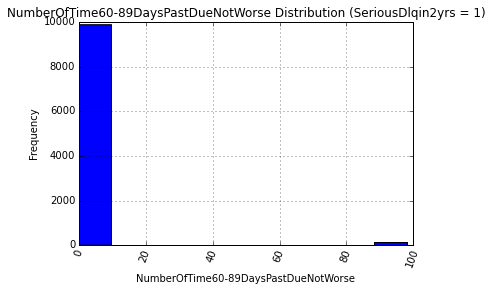 NumberOfTime60-89DaysPastDueNotWorse Distribution (SeriousDlqin2yrs = 1)
10000
8000
6000
4000
2000
0
Frequency
0 20 40 60 80 100
NumberOfTime60-89DaysPastDueNotWorse